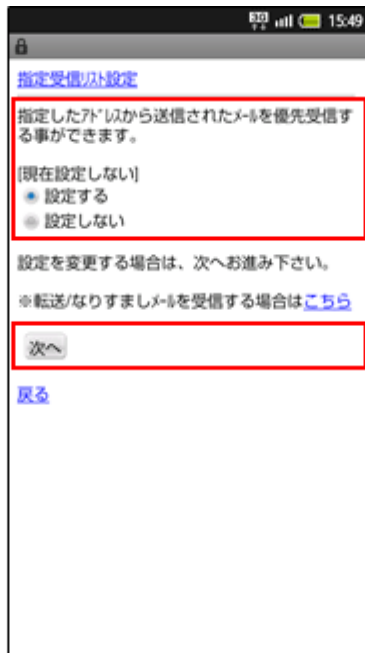 3G 15:49
指定受信ﾘｽﾄ設定
指定したｱﾄﾞﾚｽから送信されたﾒｰﾙを優先受信す
る事ができます。
[現在設定しない]
設定する
設定しない
設定を変更する場合は、次へお進み下さい。
※転送/なりすましﾒｰﾙを受信する場合はこちら
次へ
戻る